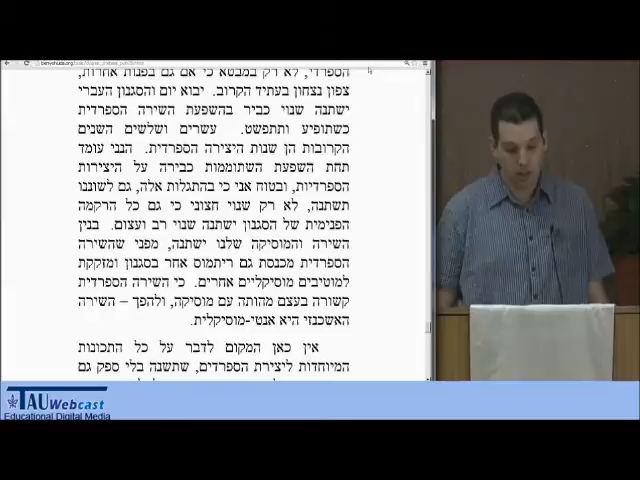 benyehuda.org
הספרדי, לא רק במבטא כי אם גם בפנות אחרות,
צפון נצחון בעתיד הקרוב. יבוא יום והסגנון העברי
ישתנה שנוי כביר בהשפעת השירה הספרדית
כשתופיע ותתפשט. עשרים ושלשים השנים
הקרובות הן שנות היצירה הספרדית. הנני עומד
תחת השפעת השתוממות כבירה על היצירות
הספרדיות, ובטוח אני כי בהתגלות אלה, גם לשוננו
תשתנה, לא רק שנוי חצוני כי גם כל הרקמה
הפנימית של הסגנון ישתנה שנוי רב ועצום. בנין
השירה והמוסיקה שלנו ישתנה, מפני שהשירה
הספרדית מכנסת גם ריתמוס אחר בסגנון ומזקקת
למוטיבים מוסיקליים אחרים. כי השירה הספרדית
קשורה בעצם מהותה עם מוסיקה, ולהפך – השירה
האשכנזי היא אנטי-מוסיקלית.
אין כאן המקום לדבר על כל התכונות
המיוחדות ליצירת הספרדים, שתשנה בלי ספק גם
TAU Webcast
Educational Digital Media